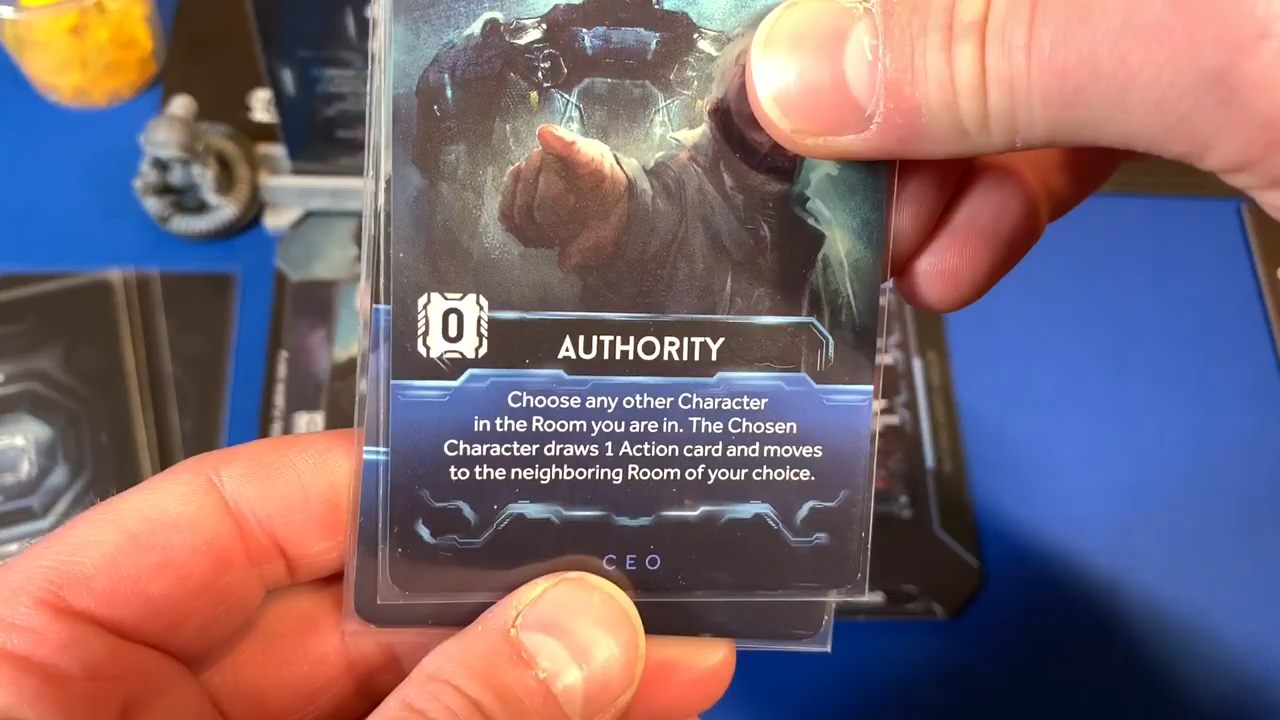 0
AUTHORITY
Choose any other Character
in the Room you are in. The Chosen
Character draws 1 Action card and moves
to the neighboring Room of your choice.
CEO